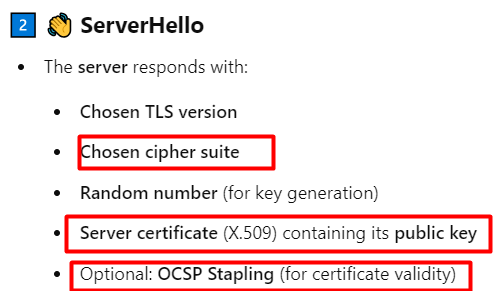 2 👋 ServerHello
The server responds with:
Chosen TLS version
Chosen cipher suite
Random number (for key generation)
Server certificate (X.509) containing its public key
Optional: OCSP Stapling (for certificate validity)